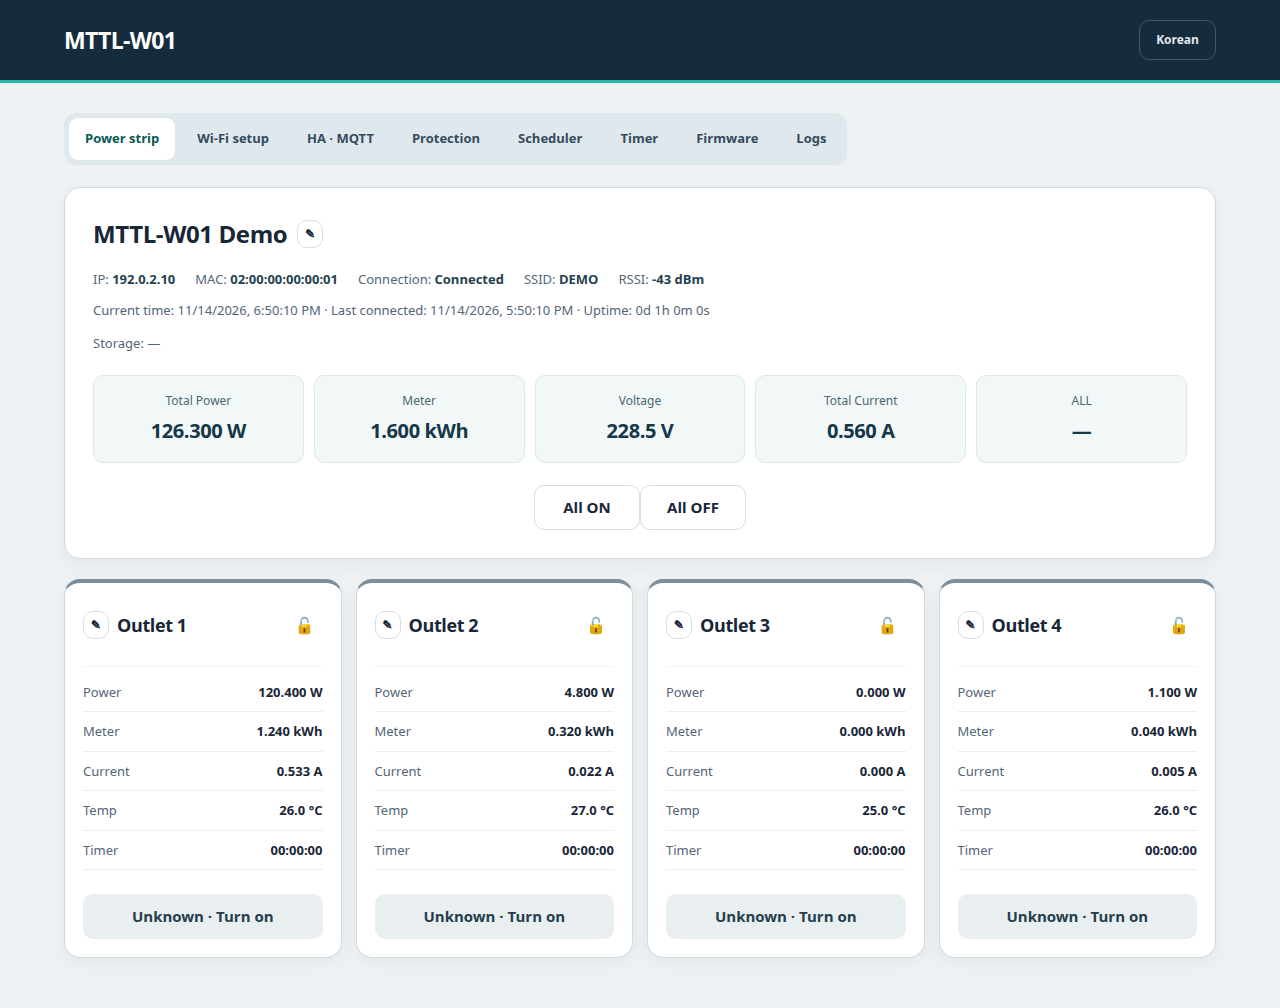 MTTL-W01
Korean
Power strip Wi-Fi setup HA · MQTT Protection Scheduler Timer Firmware Logs
MTTL-W01 Demo
IP: 192.0.2.10 MAC: 02:00:00:00:00:01 Connection: Connected SSID: DEMO RSSI: -43 dBm
Current time: 11/14/2026, 6:50:10 PM · Last connected: 11/14/2026, 5:50:10 PM · Uptime: 0d 1h 0m 0s
Storage: —
Total Power Meter Voltage Total Current ALL
126.300 W 1.600 kWh 228.5 V 0.560 A —
All ON All OFF
Outlet 1
Power 120.400 W
Meter 1.240 kWh
Current 0.533 A
Temp 26.0 °C
Timer 00:00:00
Unknown · Turn on
Outlet 2
Power 4.800 W
Meter 0.320 kWh
Current 0.022 A
Temp 27.0 °C
Timer 00:00:00
Unknown · Turn on
Outlet 3
Power 0.000 W
Meter 0.000 kWh
Current 0.000 A
Temp 25.0 °C
Timer 00:00:00
Unknown · Turn on
Outlet 4
Power 1.100 W
Meter 0.040 kWh
Current 0.005 A
Temp 26.0 °C
Timer 00:00:00
Unknown · Turn on